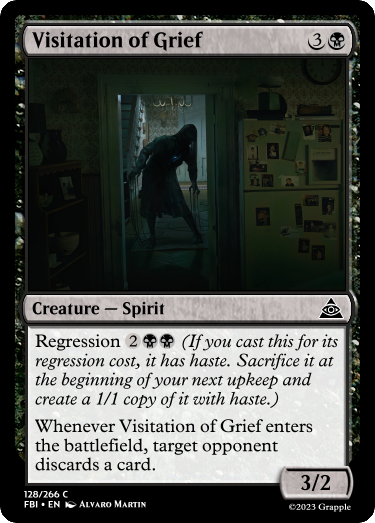 Visitation of Grief 3
Creature — Spirit
Regression 2 (If you cast this for its
regression cost, it has haste. Sacrifice it at
the beginning of your next upkeep and
create a 1/1 copy of it with haste.)
Whenever Visitation of Grief enters
the battlefield, target opponent
discards a card.
3/2
128/266 C
FBI • EN Alvaro Martin
©2023 Grapple